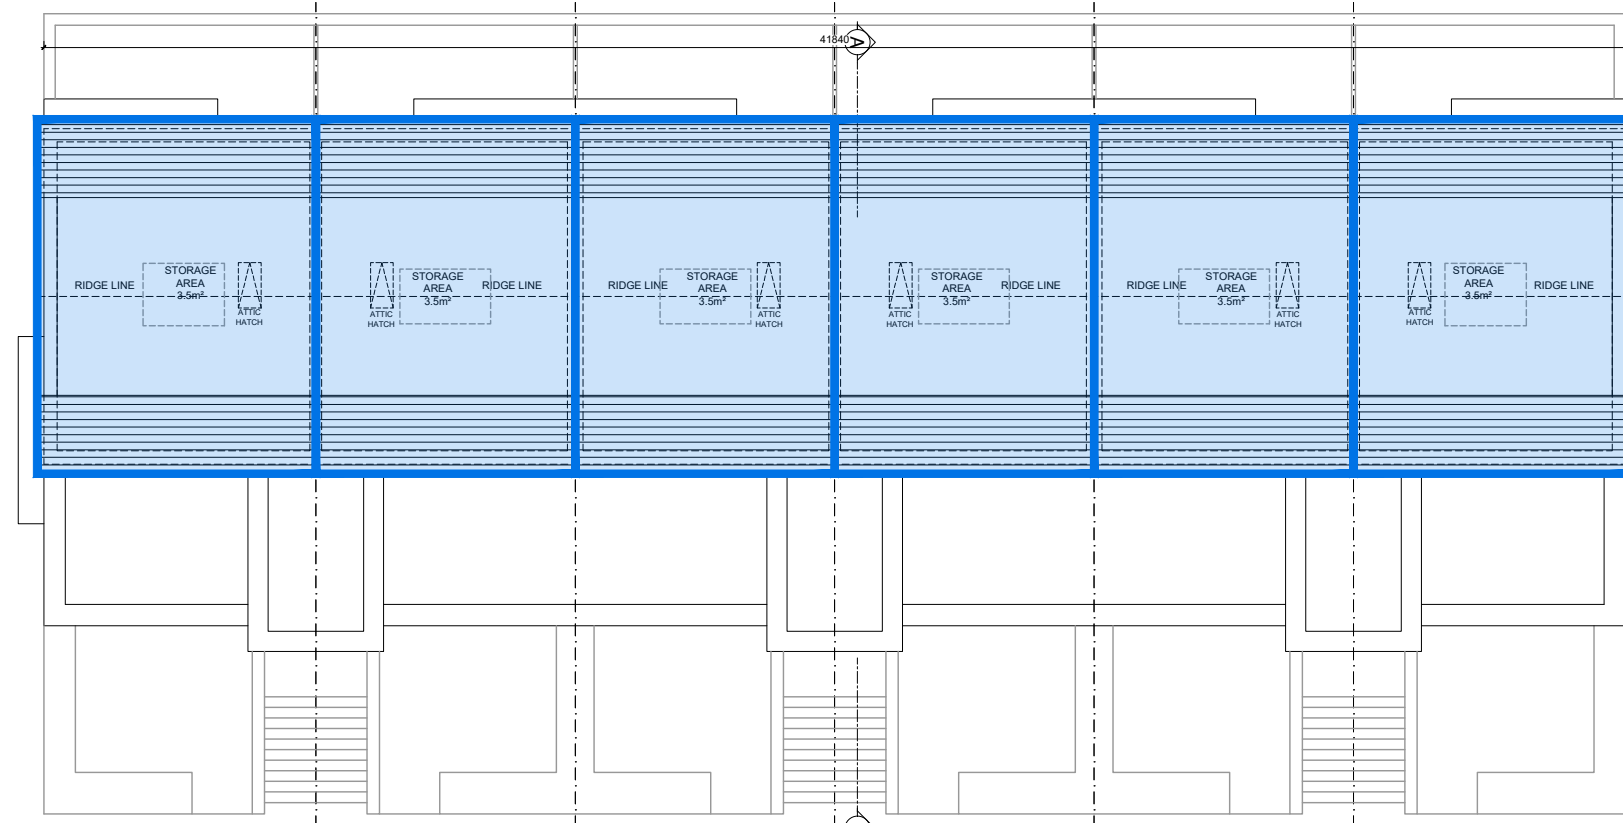 41840
A
STORAGE
AREA
3.5m²
RIDGE LINE
ATTIC
HATCH
STORAGE
AREA
3.5m²
RIDGE LINE
ATTIC
HATCH
STORAGE
AREA
3.5m²
RIDGE LINE
ATTIC
HATCH
STORAGE
AREA
3.5m²
RIDGE LINE
ATTIC
HATCH
STORAGE
AREA
3.5m²
RIDGE LINE
ATTIC
HATCH
STORAGE
AREA
3.5m²
RIDGE LINE
ATTIC
HATCH